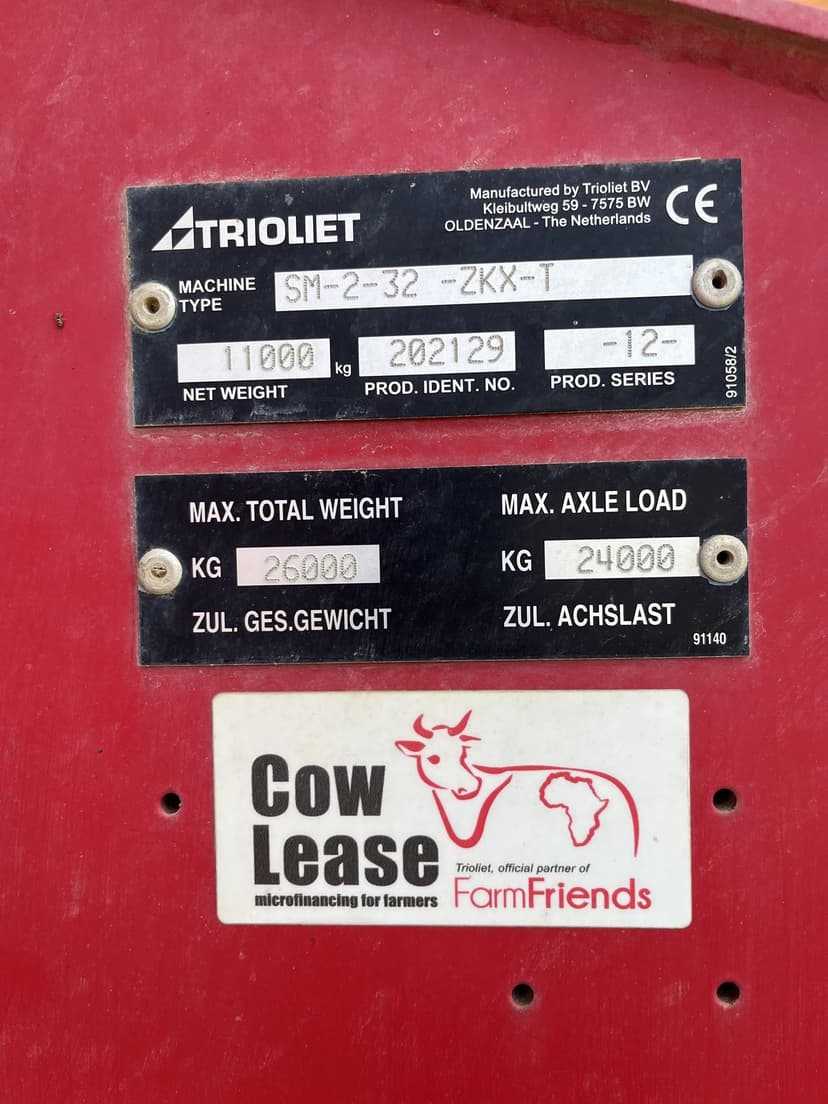 TRIOLIET
Manufactured by Trioliet BV
Kleibultweg 59 - 7575 BW
OLDENZAAL - The Netherlands
CE
MACHINE
TYPE
SM-2-32 -ZKX-T
11000 kg
202129
-12-
NET WEIGHT
PROD. IDENT. NO.
PROD. SERIES
91058/2
MAX. TOTAL WEIGHT
MAX. AXLE LOAD
KG 26000
KG 24000
ZUL. GES.GEWICHT
ZUL. ACHSLAST
91140
Cow
Lease
microfinancing for farmers
Trioliet, official partner of
FarmFriends